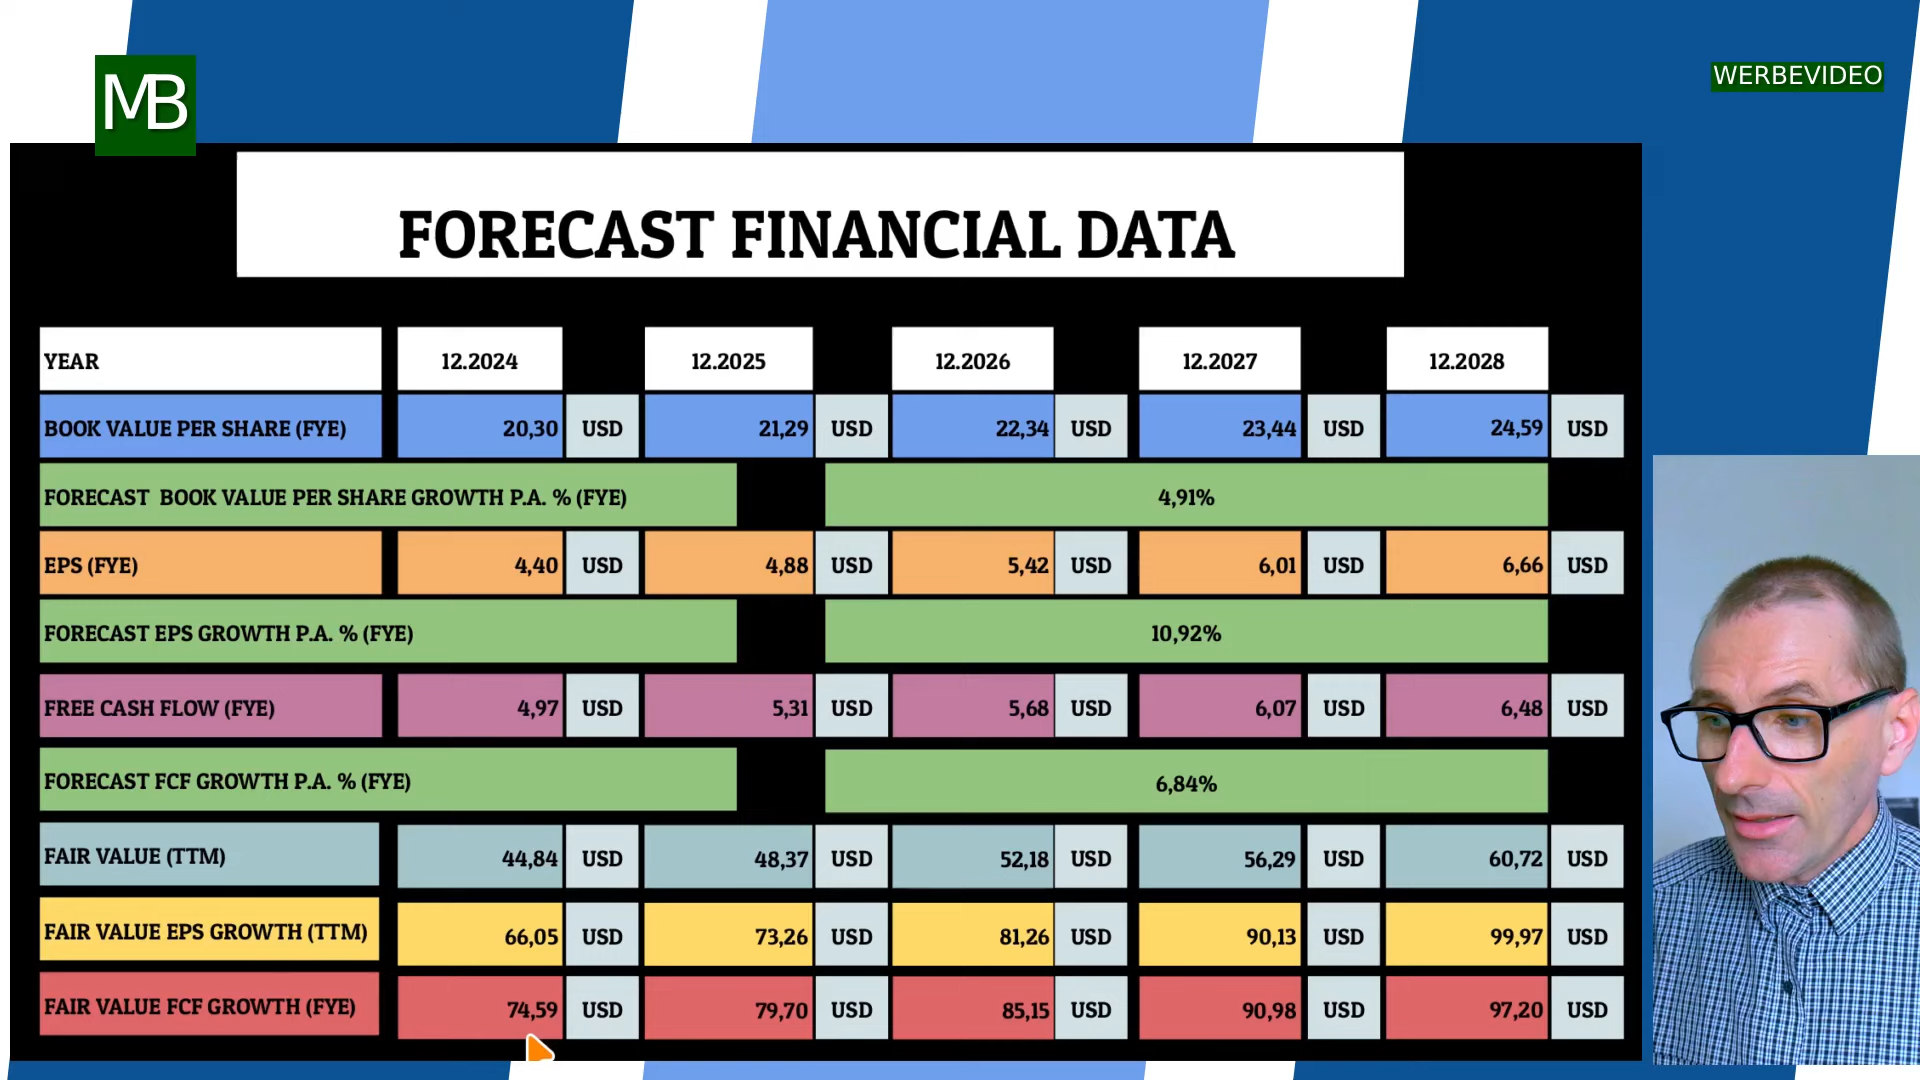 MB
WERBEVIDEO
FORECAST FINANCIAL DATA
YEAR 12.2024 12.2025 12.2026 12.2027 12.2028
BOOK VALUE PER SHARE (FYE) 20,30 USD 21,29 USD 22,34 USD 23,44 USD 24,59 USD
FORECAST BOOK VALUE PER SHARE GROWTH P.A. % (FYE) 4,91%
EPS (FYE) 4,40 USD 4,88 USD 5,42 USD 6,01 USD 6,66 USD
FORECAST EPS GROWTH P.A. % (FYE) 10,92%
FREE CASH FLOW (FYE) 4,97 USD 5,31 USD 5,68 USD 6,07 USD 6,48 USD
FORECAST FCF GROWTH P.A. % (FYE) 6,84%
FAIR VALUE (TTM) 44,84 USD 48,37 USD 52,18 USD 56,29 USD 60,72 USD
FAIR VALUE EPS GROWTH (TTM) 66,05 USD 73,26 USD 81,26 USD 90,13 USD 99,97 USD
FAIR VALUE FCF GROWTH (FYE) 74,59 USD 79,70 USD 85,15 USD 90,98 USD 97,20 USD